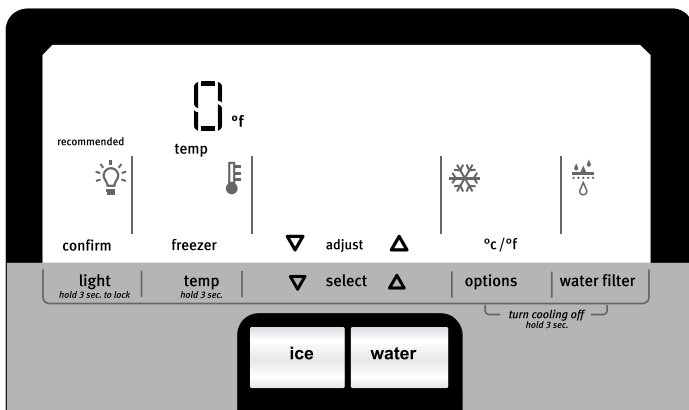 0 °f
recommended
temp
confirm freezer ▽ adjust △ °c/°f
light temp ▽ select △ options water filter
hold 3 sec. to lock hold 3 sec.
turn cooling off
hold 3 sec.
ice water